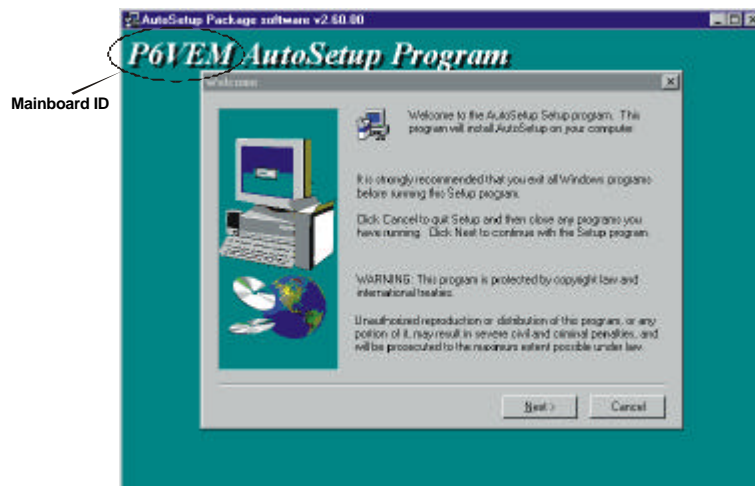 AutoSetup Package software v2.60.00
P6VEM AutoSetup Program
Mainboard ID
Welcome
Welcome to the AutoSetup Setup program. This
program will install AutoSetup on your computer
It is strongly recommended that you exit all Windows programs
before running this Setup program.
Click Cancel to quit Setup and then close any programs you
have running. Click Next to continue with the Setup program.
WARNING: This program is protected by copyright law and
international treaties.
Unauthorized reproduction or distribution of this program, or any
portion of it, may result in severe civil and criminal penalties, and
will be prosecuted to the maximum extent possible under law.
Next > Cancel